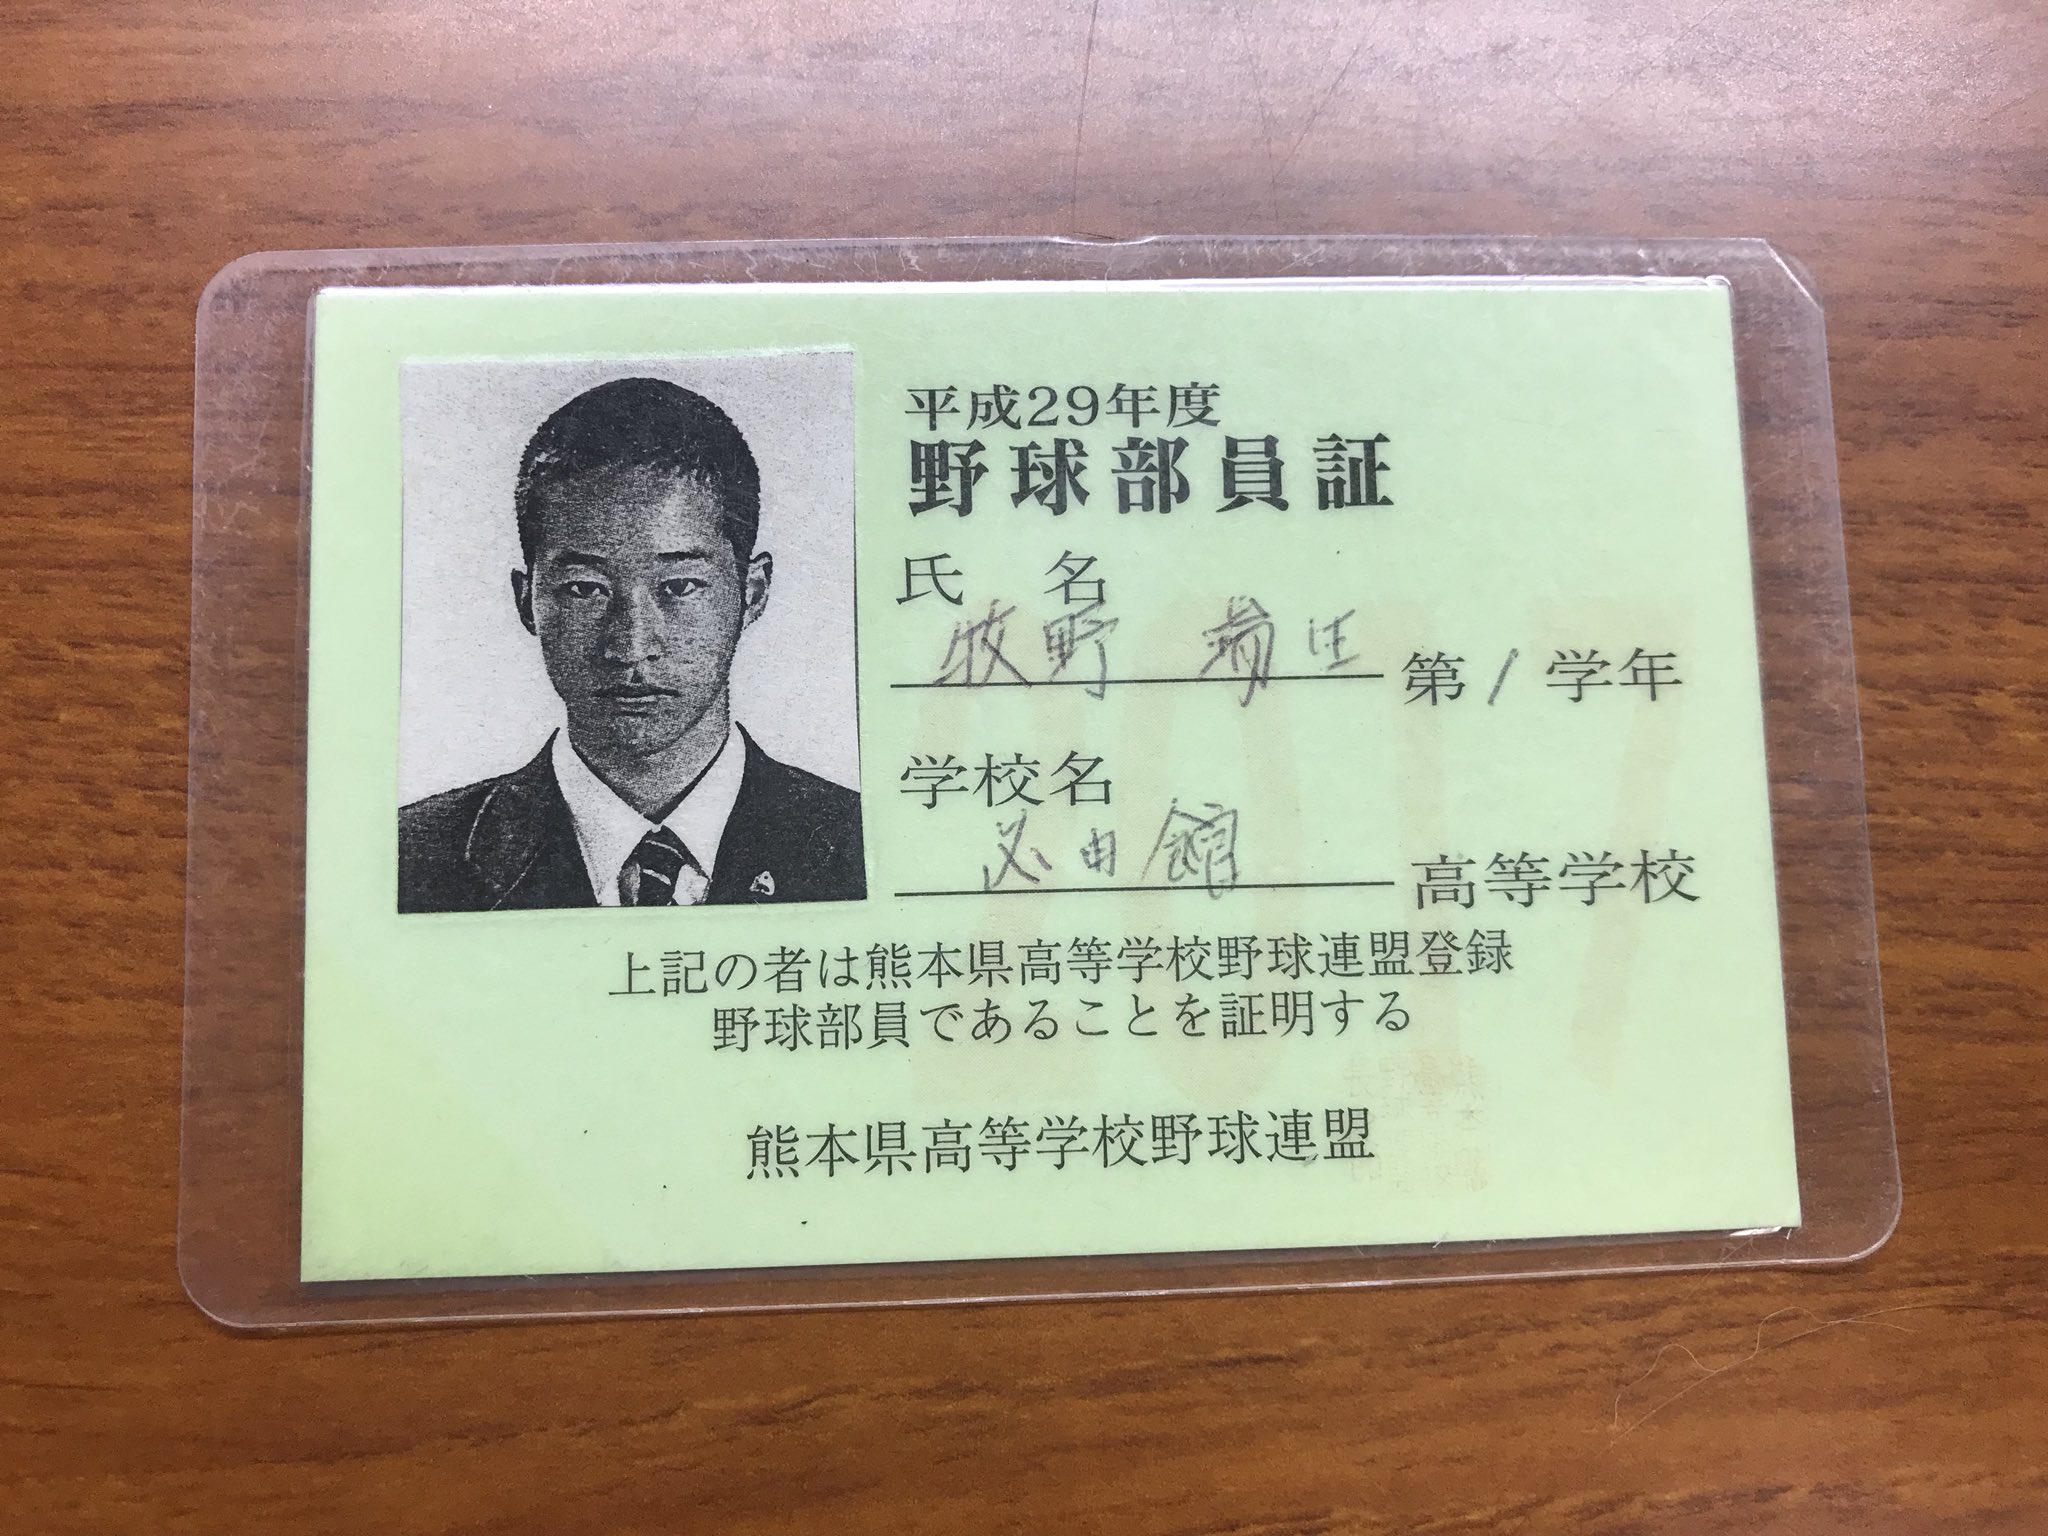 平成29年度
野球部員証
氏　名
牧野　　生　第1学年
学校名
必由館　高等学校
上記の者は熊本県高等学校野球連盟登録
野球部員であることを証明する
熊本県高等学校野球連盟
2017